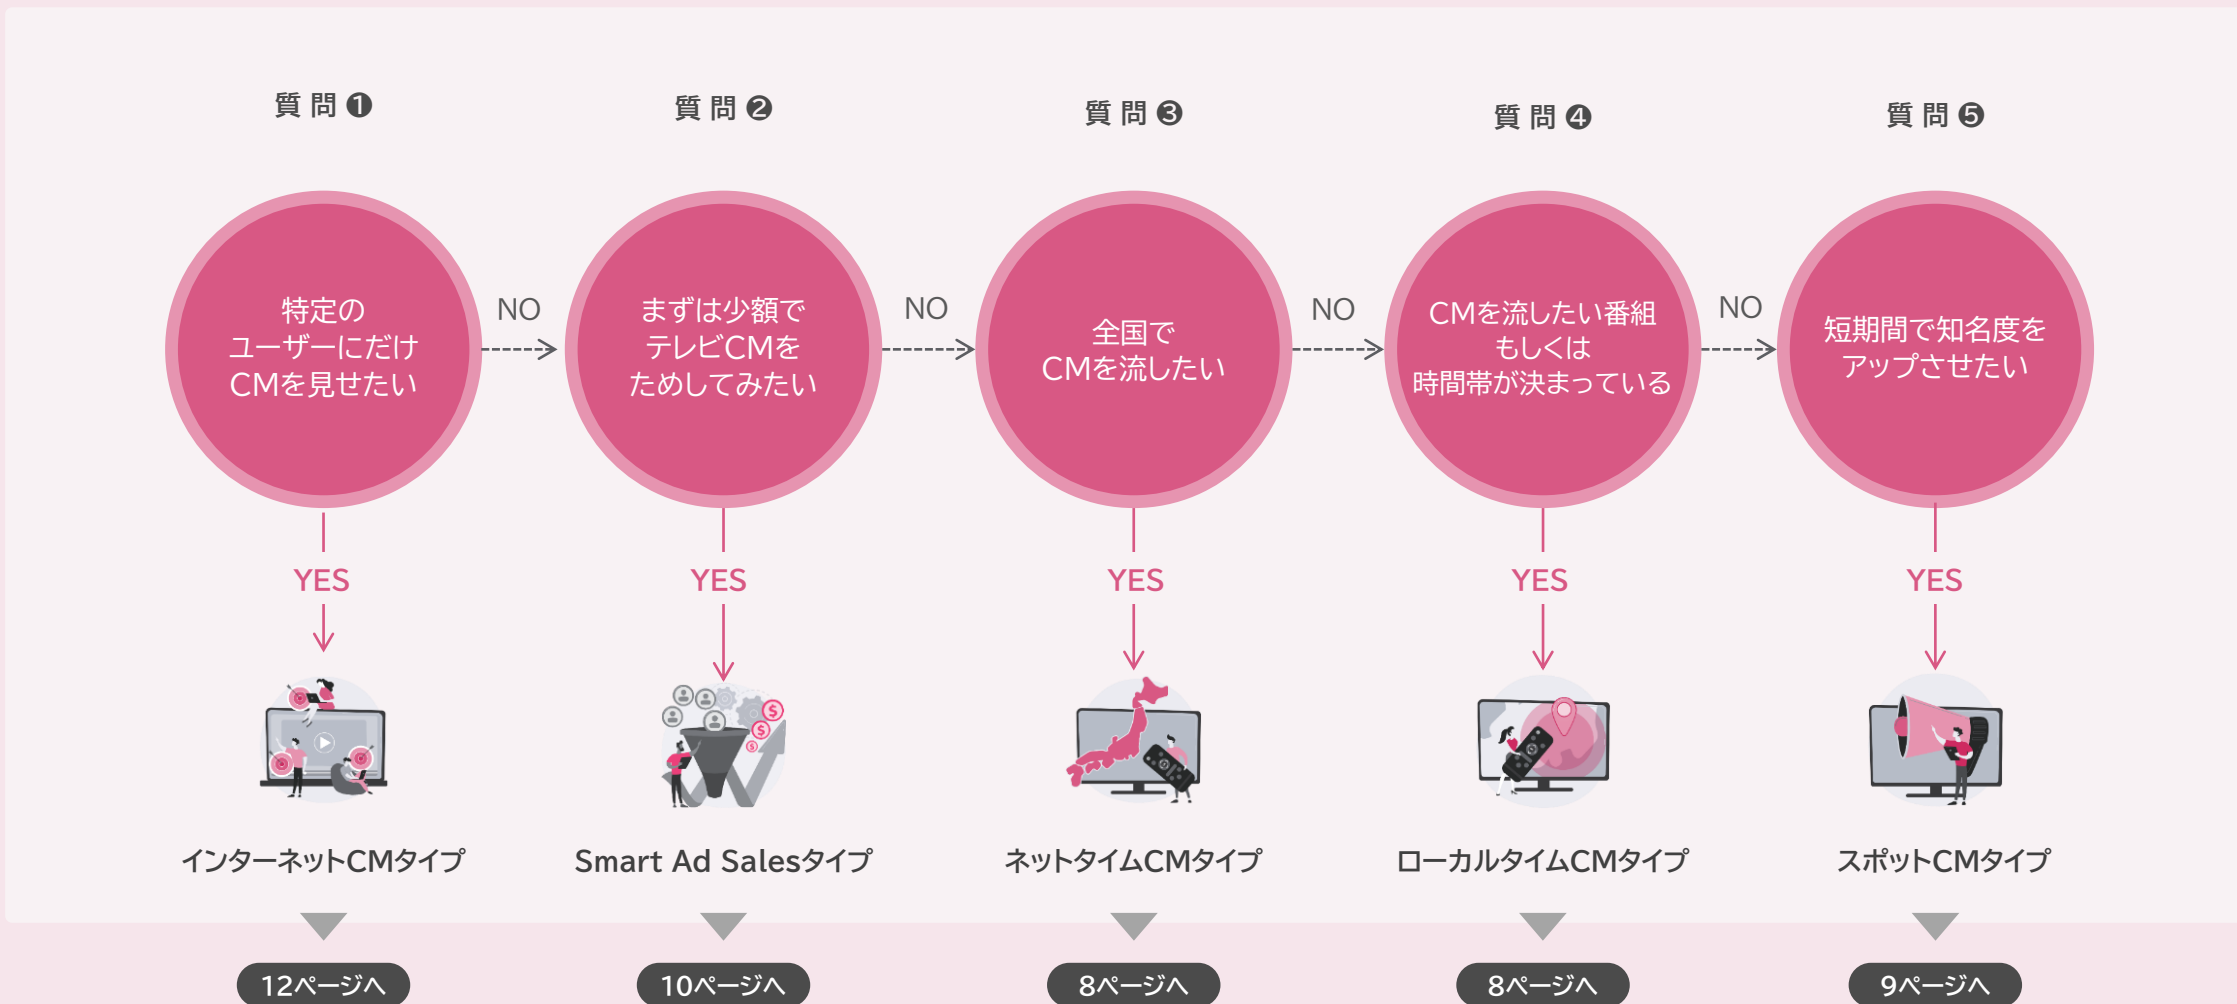 質問❶
質問❷
質問❸
質問❹
質問❺
特定の
ユーザーにだけ
CMを見せたい
NO
まずは少額で
テレビCMを
ためしてみたい
NO
全国で
CMを流したい
NO
CMを流したい番組
もしくは
時間帯が決まっている
NO
短期間で知名度を
アップさせたい
YES
YES
YES
YES
YES
インターネットCMタイプ
Smart Ad Salesタイプ
ネットタイムCMタイプ
ローカルタイムCMタイプ
スポットCMタイプ
12ページへ
10ページへ
8ページへ
8ページへ
9ページへ